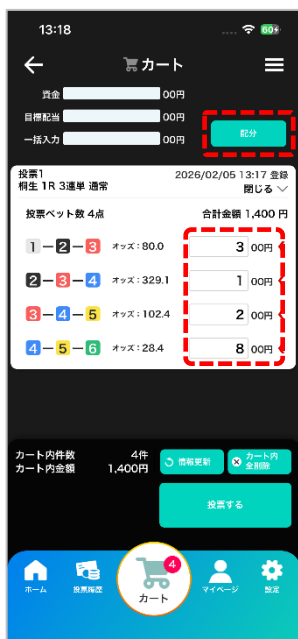 13:18 60
カート
資金 00円
目標配当 00円
一括入力 00円
配分
投票1 2026/02/05 13:17 登録
桐生 1R 3連単 通常 閉じる
投票ベット数 4点 合計金額 1,400 円
1-2-3 オッズ:80.0 3 00円
2-3-4 オッズ:329.1 1 00円
3-4-5 オッズ:102.4 2 00円
4-5-6 オッズ:28.4 8 00円
カート内件数 4件
カート内金額 1,400円
情報更新
カート内
全削除
投票する
4
ホーム 投票履歴 カート マイページ 設定